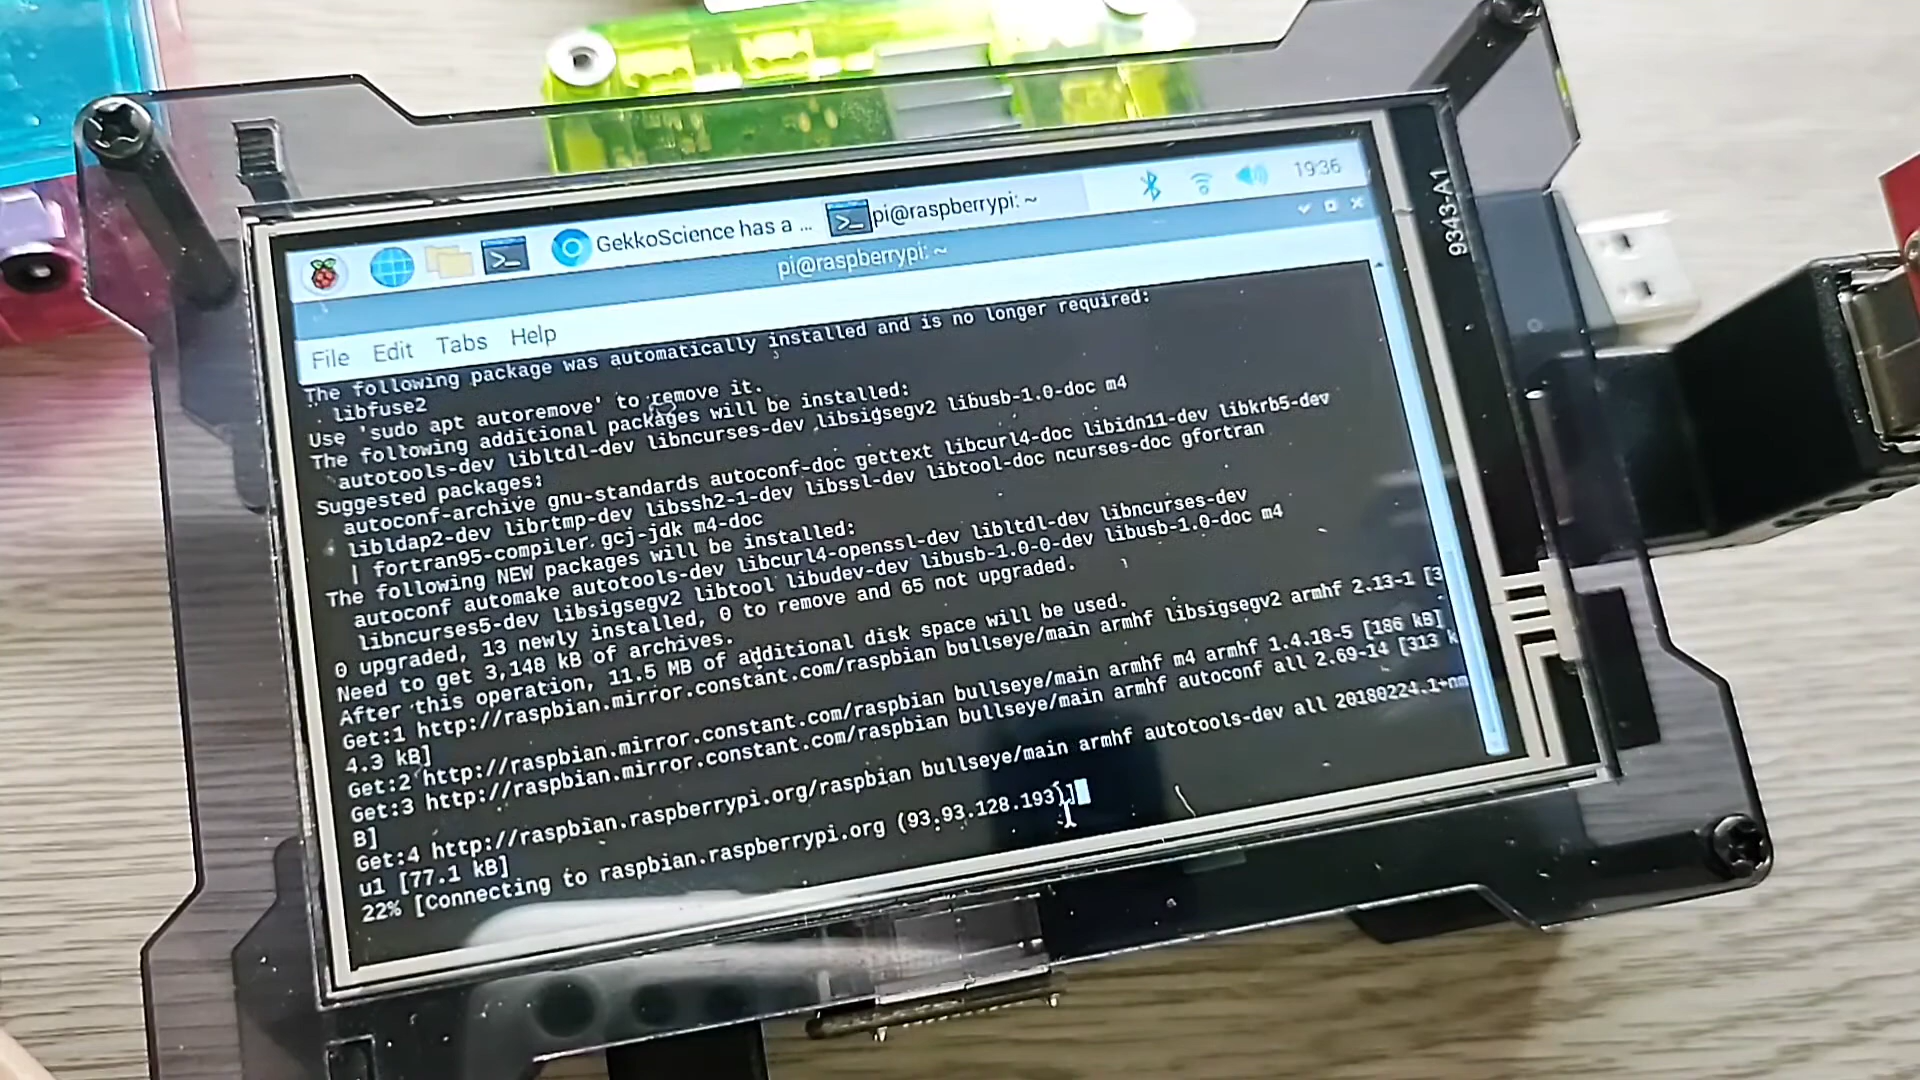 GekkoScience has a ...
pi@raspberrypi: ~
19:36
pi@raspberrypi: ~
File Edit Tabs Help
The following package was automatically installed and is no longer required:
libfuse2
Use 'sudo apt autoremove' to remove it.
The following additional packages will be installed:
autotools-dev libltdl-dev libncurses-dev libsigsegv2 libusb-1.0-doc m4
Suggested packages:
autoconf-archive gnu-standards autoconf-doc gettext libcurl4-doc libidn11-dev libkrb5-dev
libldap2-dev librtmp-dev libssh2-1-dev libssl-dev libtool-doc ncurses-doc gfortran
| fortran95-compiler gcj-jdk m4-doc
The following NEW packages will be installed:
autoconf automake autotools-dev libcurl4-openssl-dev libltdl-dev libncurses-dev
libncurses5-dev libsigsegv2 libtool libudev-dev libusb-1.0-0-dev libusb-1.0-doc m4
0 upgraded, 13 newly installed, 0 to remove and 65 not upgraded.
Need to get 3,148 kB of archives.
After this operation, 11.5 MB of additional disk space will be used.
Get:1 http://raspbian.mirror.constant.com/raspbian bullseye/main armhf libsigsegv2 armhf 2.13-1 [3
4.3 kB]
Get:2 http://raspbian.mirror.constant.com/raspbian bullseye/main armhf m4 armhf 1.4.18-5 [186 kB]
Get:3 http://raspbian.mirror.constant.com/raspbian bullseye/main armhf autoconf all 2.69-14 [313 k
B]
Get:4 http://raspbian.raspberrypi.org/raspbian bullseye/main armhf autotools-dev all 20180224.1+nm
u1 [77.1 kB]
22% [Connecting to raspbian.raspberrypi.org (93.93.128.193)]
9343-A1